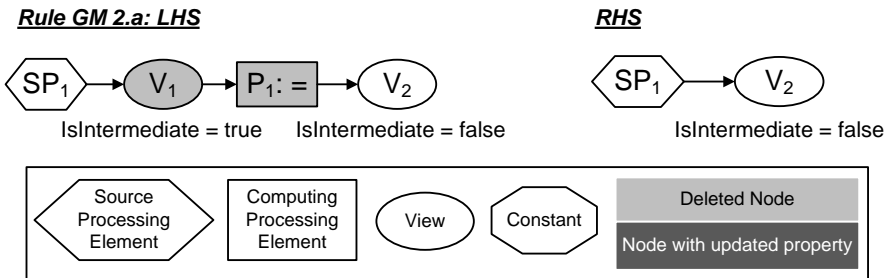 Rule GM 2.a: LHS
RHS
SP₁
V₁
P₁: =
V₂
SP₁
V₂
IsIntermediate = true
IsIntermediate = false
IsIntermediate = false
Source
Processing
Element
Computing
Processing
Element
View
Constant
Deleted Node
Node with updated property